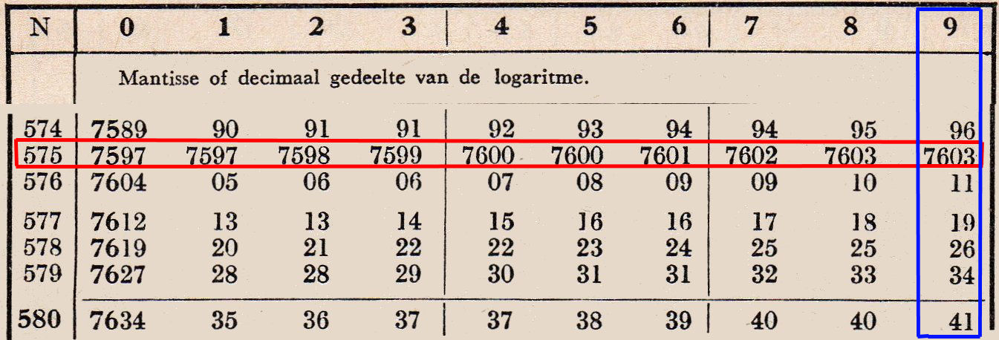 N 0 1 2 3 4 5 6 7 8 9
Mantisse of decimaal gedeelte van de logaritme.
574 7589 90 91 91 92 93 94 94 95 96
575 7597 7597 7598 7599 7600 7600 7601 7602 7603 7603
576 7604 05 06 06 07 08 09 09 10 11
577 7612 13 13 14 15 16 16 17 18 19
578 7619 20 21 22 22 23 24 25 25 26
579 7627 28 28 29 30 31 31 32 33 34
580 7634 35 36 37 37 38 39 40 40 41